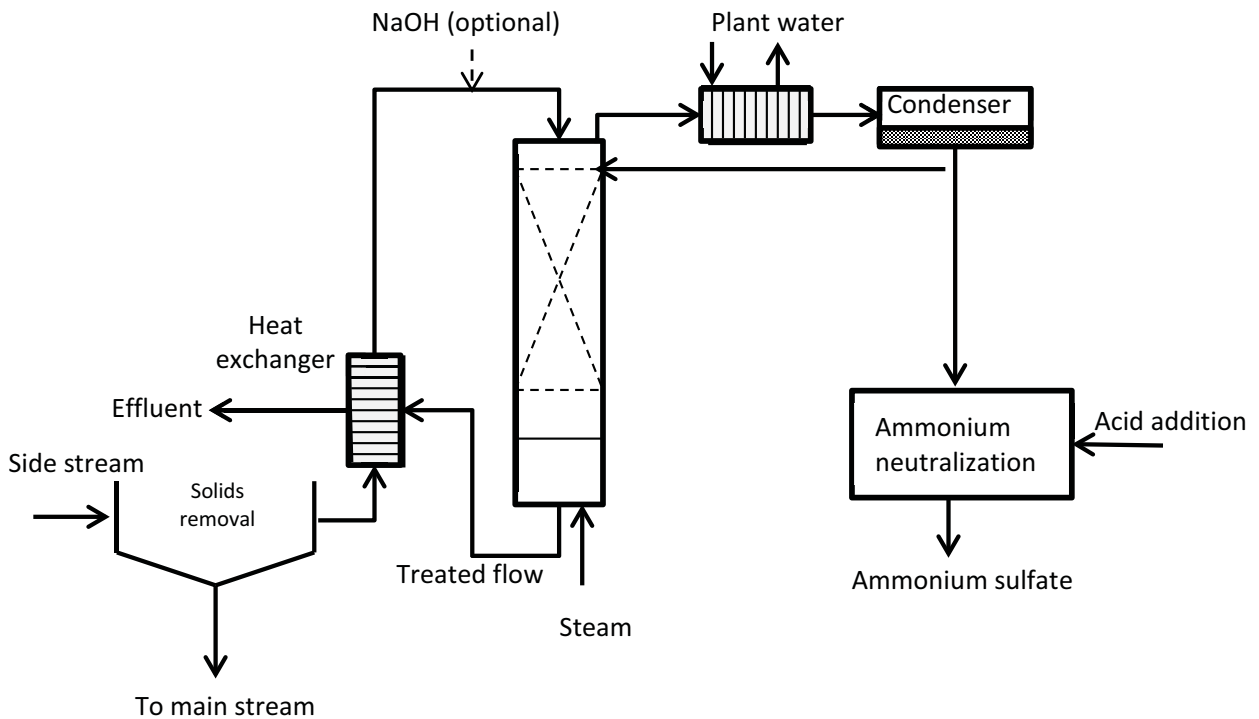 NaOH (optional)
Plant water
Condenser
Heat
exchanger
Effluent
Side stream
Solids
removal
Treated flow
Steam
To main stream
Ammonium
neutralization
Acid addition
Ammonium sulfate